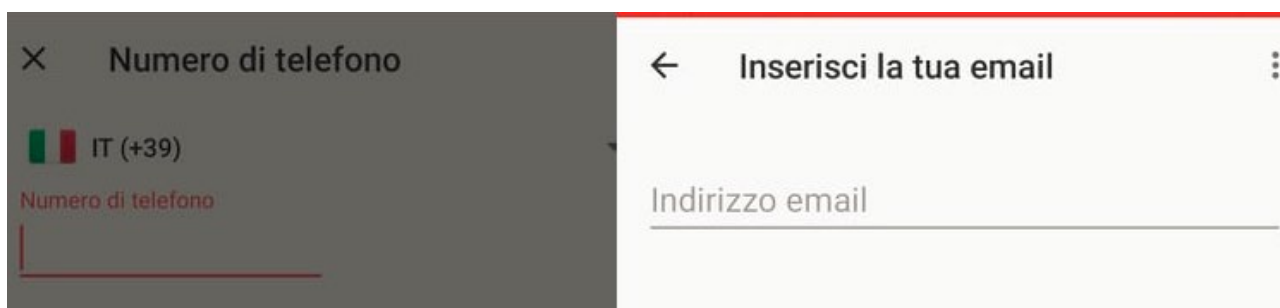 Numero di telefono
IT (+39)
Numero di telefono
Inserisci la tua email
Indirizzo email